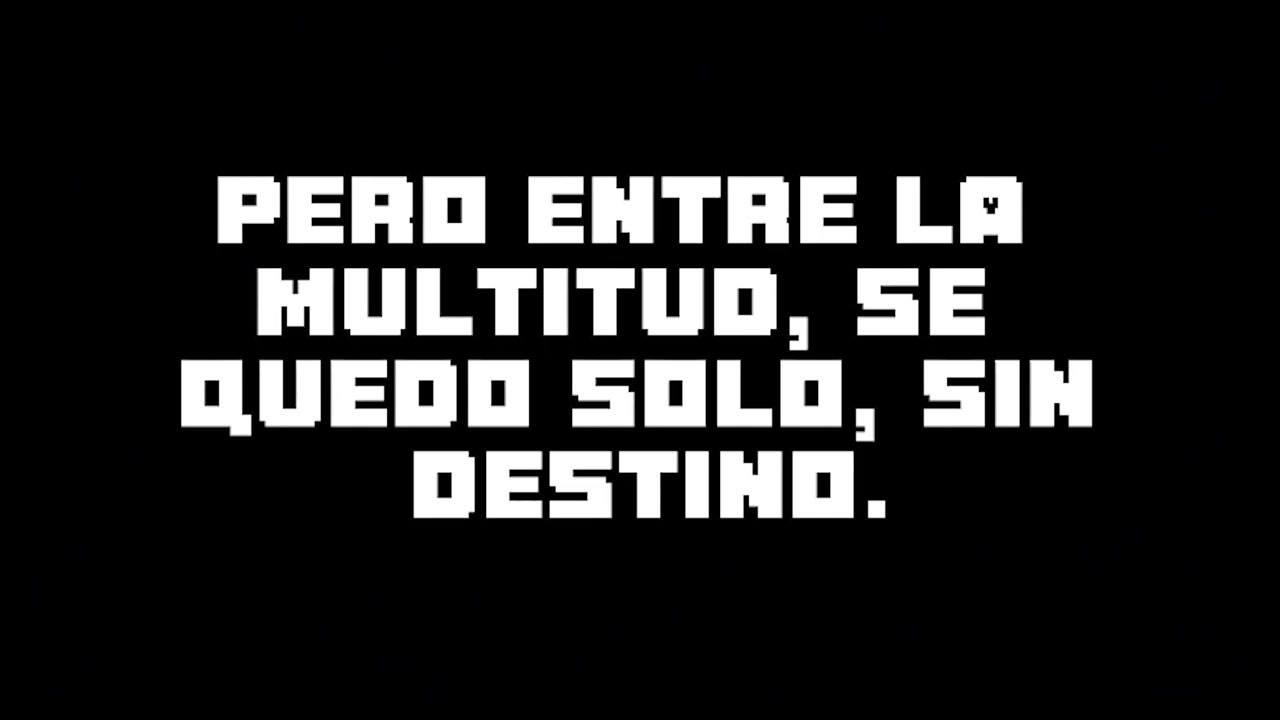 PERO ENTRE LA
MULTITUD, SE
QUEDO SOLO, SIN
DESTINO.